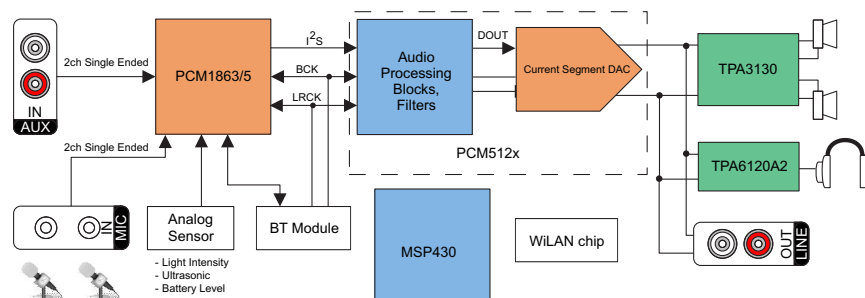 IN
AUX
2ch Single Ended
2ch Single Ended
PCM1863/5
I²S
BCK
LRCK
Audio
Processing
Blocks,
Filters
DOUT
Current Segment DAC
PCM512x
TPA3130
TPA6120A2
IN
MIC
Analog
Sensor
- Light Intensity
- Ultrasonic
- Battery Level
BT Module
MSP430
WiLAN chip
OUT
LINE